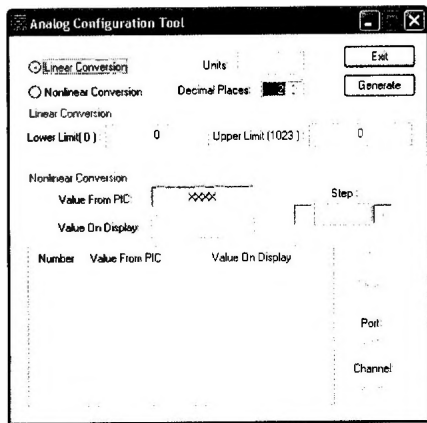 Analog Configuration Tool
Linear Conversion
Units
Exit
Nonlinear Conversion
Decimal Places: 2
Generate
Linear Conversion
Lower Limit( 0 ) : 0
Upper Limit (1023 ) : 0
Nonlinear Conversion
Value From PIC: XXXX
Step :
Value On Display
Number Value From PIC Value On Display
Port:
Channel